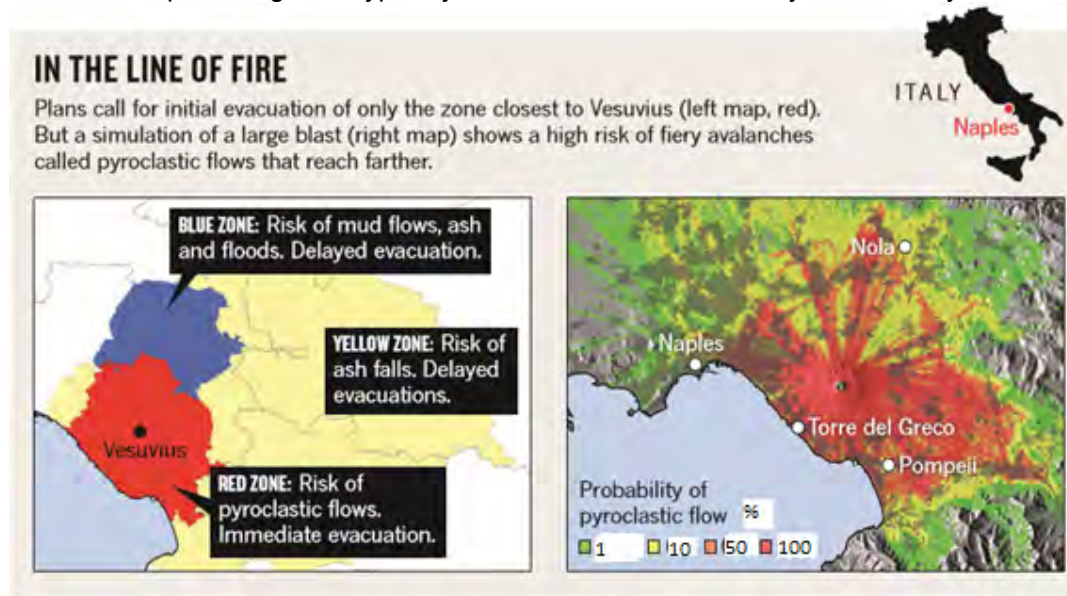 IN THE LINE OF FIRE
Plans call for initial evacuation of only the zone closest to Vesuvius (left map, red).
But a simulation of a large blast (right map) shows a high risk of fiery avalanches
called pyroclastic flows that reach farther.
ITALY
Naples
BLUE ZONE: Risk of mud flows, ash
and floods. Delayed evacuation.
YELLOW ZONE: Risk of
ash falls. Delayed
evacuations.
Vesuvius
RED ZONE: Risk of
pyroclastic flows.
Immediate evacuation.
Nola
Naples
Torre del Greco
Pompeii
Probability of
pyroclastic flow %
1 10 50 100